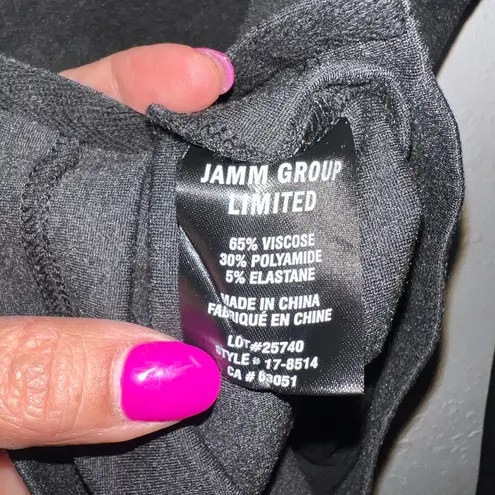 JAMM GROUP
LIMITED
65% VISCOSE
30% POLYAMIDE
5% ELASTANE
MADE IN CHINA
FABRIQUÉ EN CHINE
LOT#25740
STYLE # 17-8514
CA #